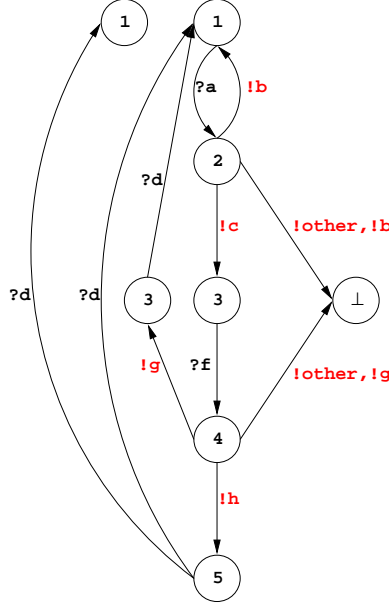 1 1
?a !b
2
?d
!c !other,!b
?d ?d 3 3 ⊥
!g ?f !other,!g
4
!h
5